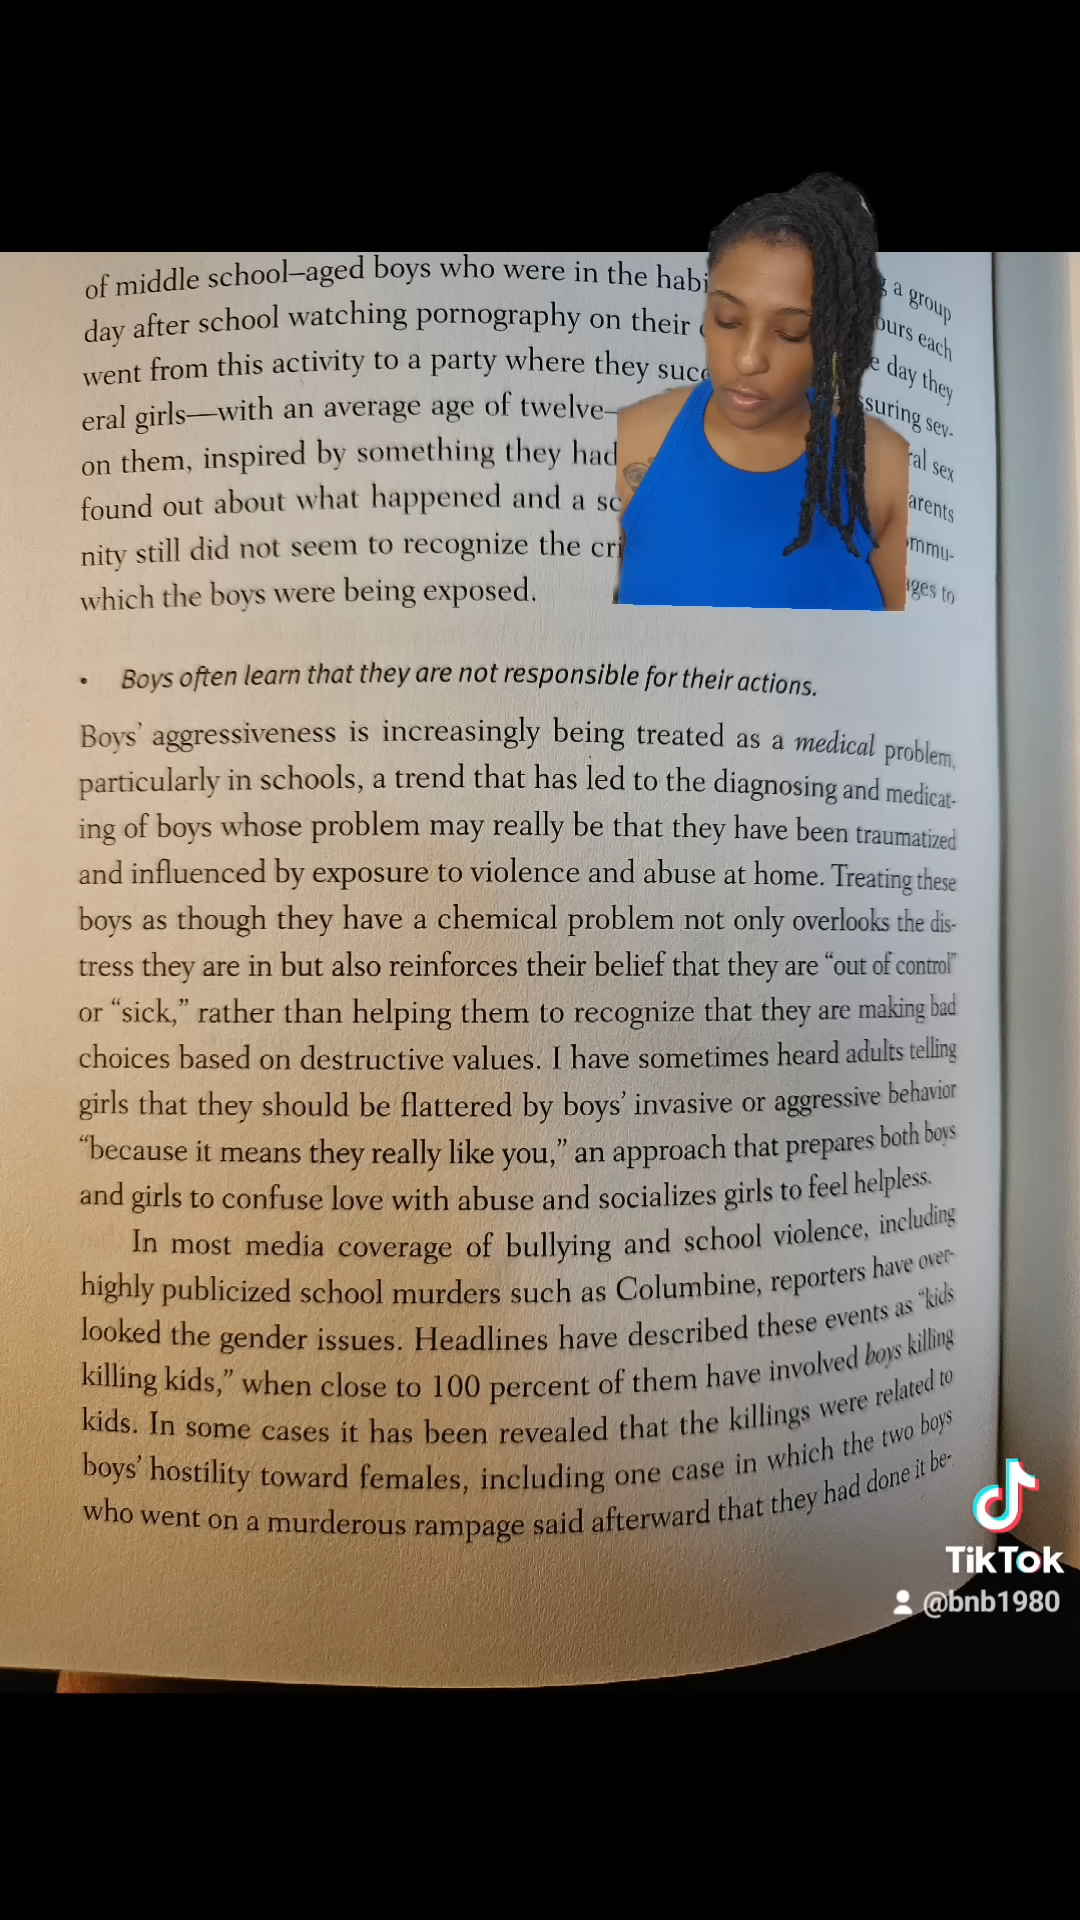 a group
of middle school–aged boys who were in the habi
ours each
day after school watching pornography on their
day they
went from this activity to a party where they succ
ssuring sev-
eral girls—with an average age of twelve—
ral sex
on them, inspired by something they had
arents
found out about what happened and a sc
mmu-
nity still did not seem to recognize the cri
ages to
which the boys were being exposed.
• Boys often learn that they are not responsible for their actions.
Boys' aggressiveness is increasingly being treated as a medical problem,
particularly in schools, a trend that has led to the diagnosing and medicat-
ing of boys whose problem may really be that they have been traumatized
and influenced by exposure to violence and abuse at home. Treating these
boys as though they have a chemical problem not only overlooks the dis-
tress they are in but also reinforces their belief that they are "out of control"
or "sick," rather than helping them to recognize that they are making bad
choices based on destructive values. I have sometimes heard adults telling
girls that they should be flattered by boys' invasive or aggressive behavior
"because it means they really like you," an approach that prepares both boys
and girls to confuse love with abuse and socializes girls to feel helpless.
In most media coverage of bullying and school violence, including
highly publicized school murders such as Columbine, reporters have over-
looked the gender issues. Headlines have described these events as "kids
killing kids," when close to 100 percent of them have involved boys killing
kids. In some cases it has been revealed that the killings were related to
boys' hostility toward females, including one case in which the two boys
who went on a murderous rampage said afterward that they had done it be-
TikTok
@bnb1980